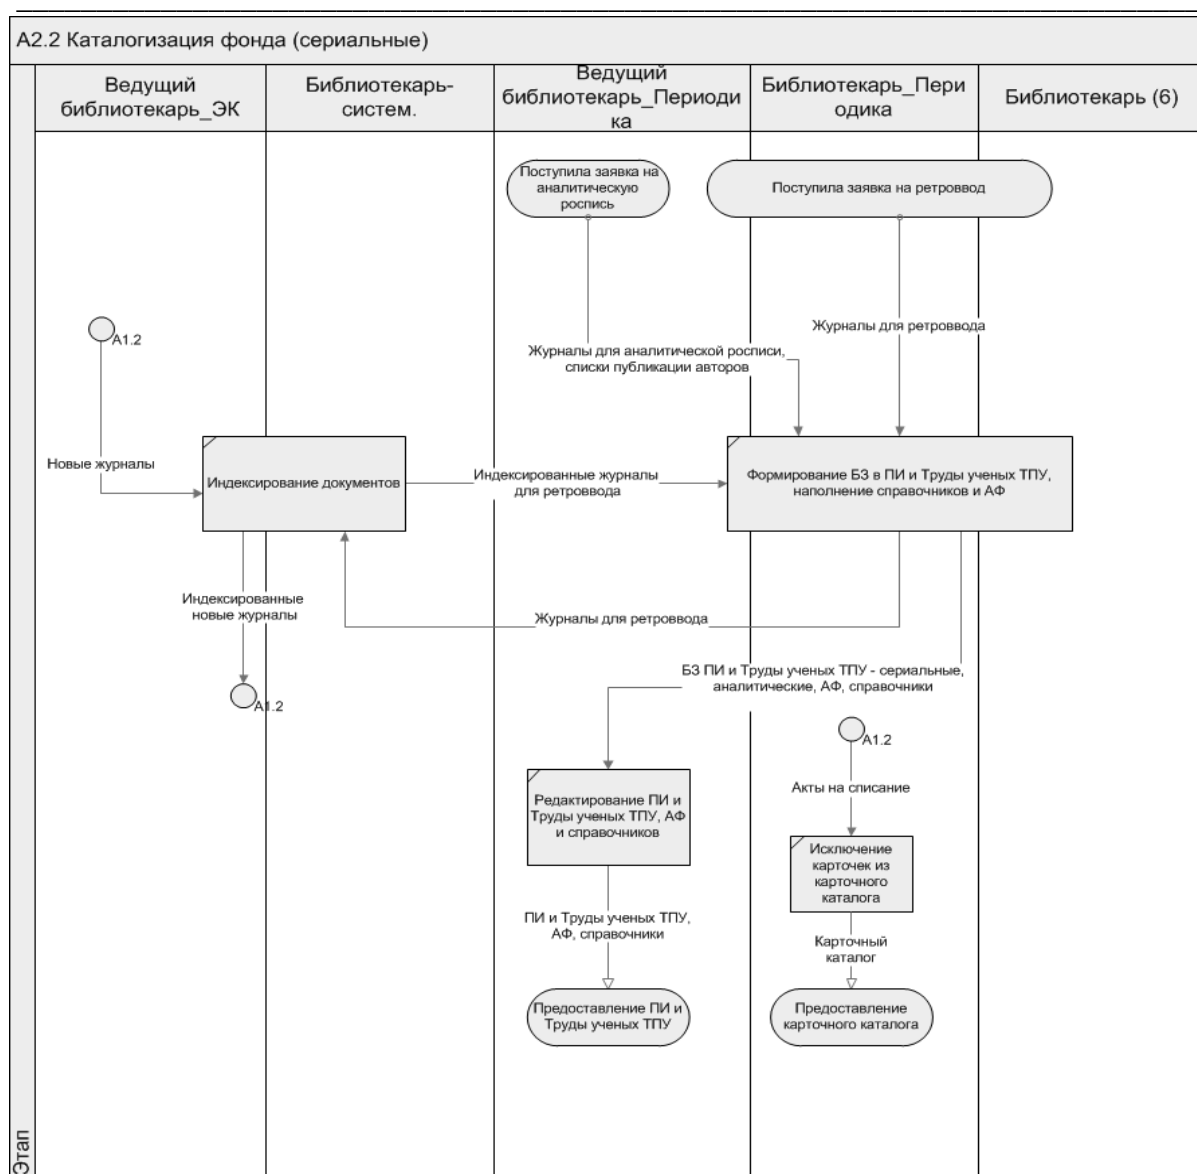 А2.2 Каталогизация фонда (сериальные)
Ведущий
библиотекарь_ЭК
Библиотекарь-
систем.
Ведущий
библиотекарь_Периоди
ка
Библиотекарь_Пери
одика
Библиотекарь (6)
Поступила заявка на
аналитическую
роспись
Поступила заявка на ретроввод
А1.2
Журналы для ретроввода
Журналы для аналитической росписи,
списки публикации авторов
Новые журналы
Индексирование документов
Индексированные журналы
для ретроввода
Формирование БЗ в ПИ и Труды ученых ТПУ,
наполнение справочников и АФ
Индексированные
новые журналы
Журналы для ретроввода
БЗ ПИ и Труды ученых ТПУ - сериальные,
аналитические, АФ, справочники
А1.2
А1.2
Акты на списание
Редактирование ПИ и
Труды ученых ТПУ, АФ
и справочников
Исключение
карточек из
карточного
каталога
ПИ и Труды ученых ТПУ,
АФ, справочники
Карточный
каталог
Предоставление ПИ и
Труды ученых ТПУ
Предоставление
карточного каталога
Этап